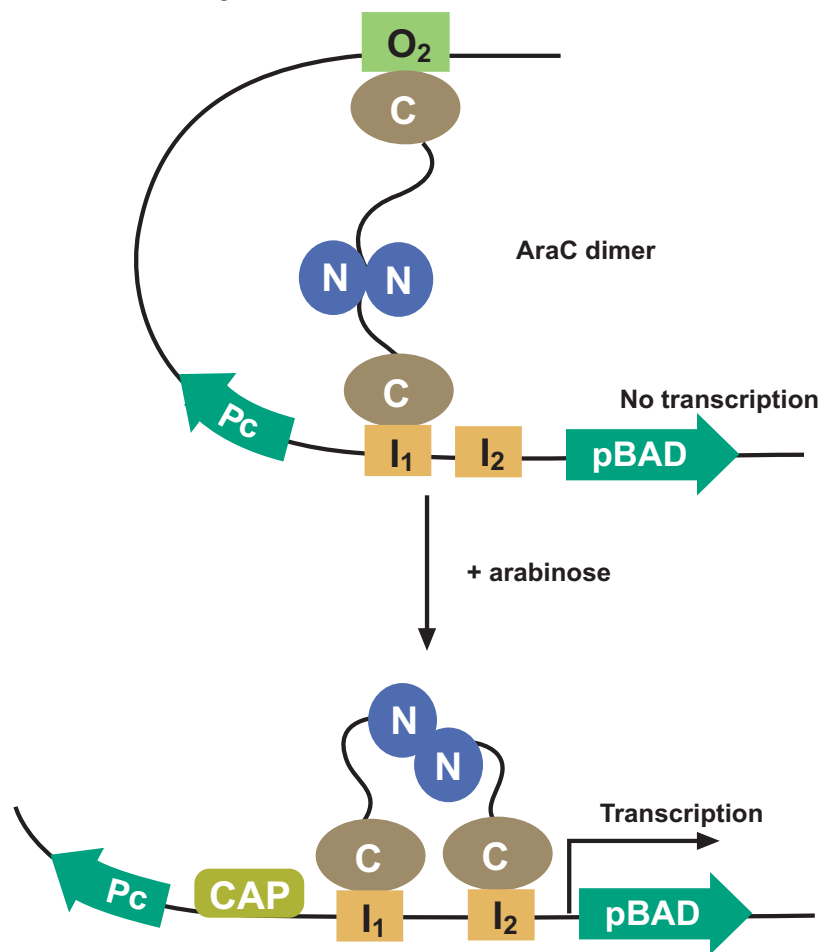 O₂
C
N N
AraC dimer
C
No transcription
Pc
I₁ I₂ pBAD
+ arabinose
N
N
Transcription
C C
Pc CAP
I₁ I₂ pBAD